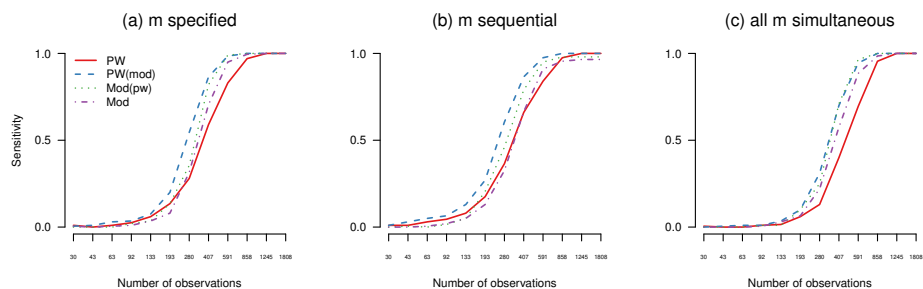 (a) m specified
(b) m sequential
(c) all m simultaneous
Sensitivity
1.0
0.5
0.0
PW
PW(mod)
Mod(pw)
Mod
30 43 63 92 133 193 280 407 591 858 1245 1808
Number of observations
1.0
0.5
0.0
30 43 63 92 133 193 280 407 591 858 1245 1808
Number of observations
1.0
0.5
0.0
30 43 63 92 133 193 280 407 591 858 1245 1808
Number of observations